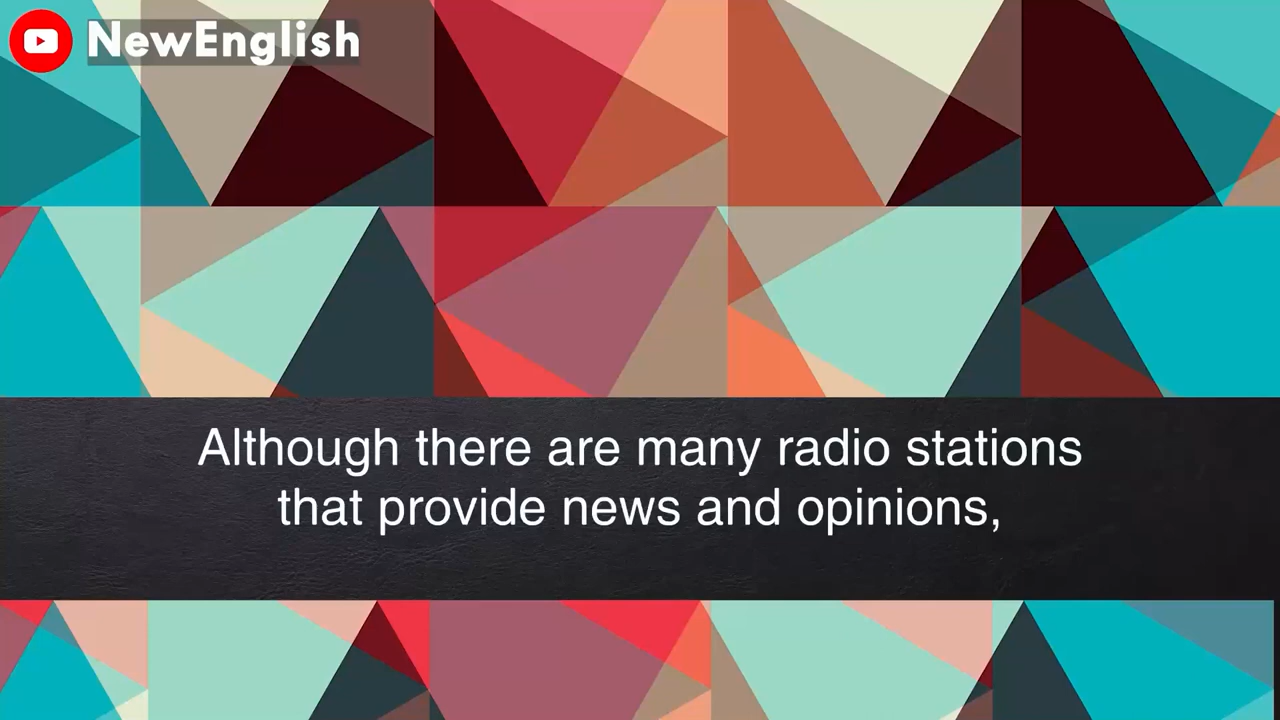 NewEnglish
Although there are many radio stations
that provide news and opinions,